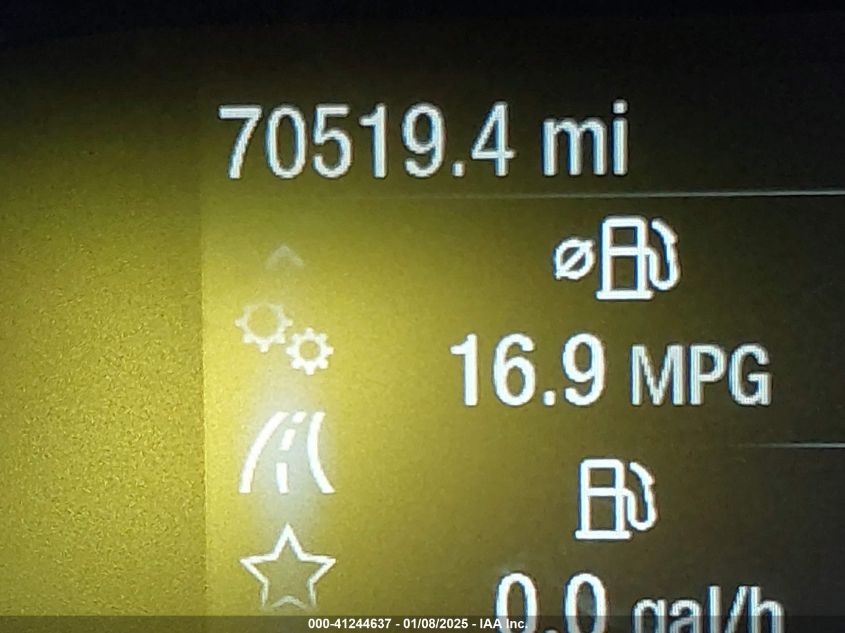 70519.4 mi
16.9 MPG
0.0 gal/h
000-41244637 - 01/08/2025 - IAA Inc.